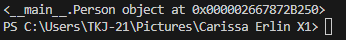 <__main__.Person object at 0x000002667872B250>
PS C:\Users\TKJ-21\Pictures\Carissa Erlin X1>